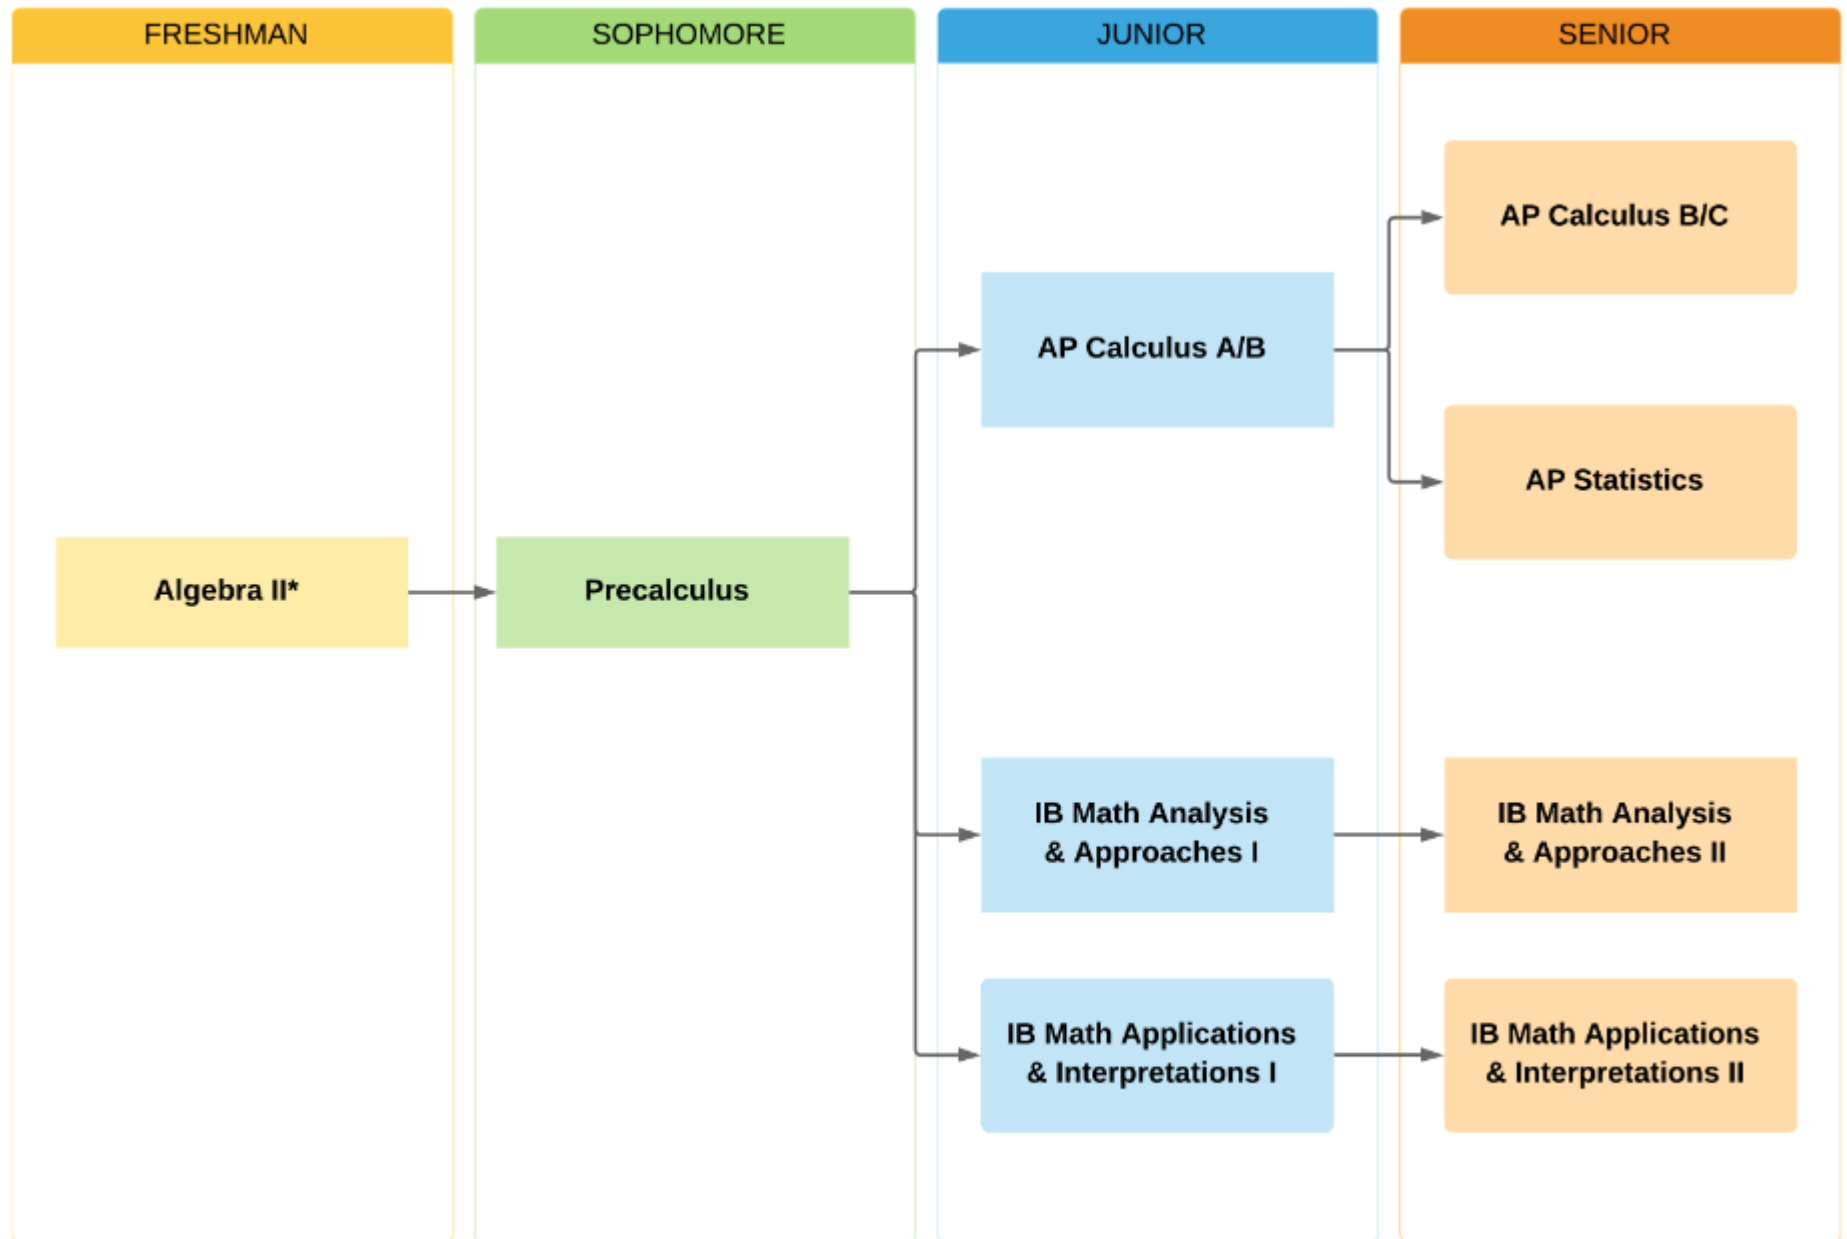 FRESHMAN
SOPHOMORE
JUNIOR
SENIOR
Algebra II*
Precalculus
AP Calculus A/B
IB Math Analysis
& Approaches I
IB Math Applications
& Interpretations I
AP Calculus B/C
AP Statistics
IB Math Analysis
& Approaches II
IB Math Applications
& Interpretations II